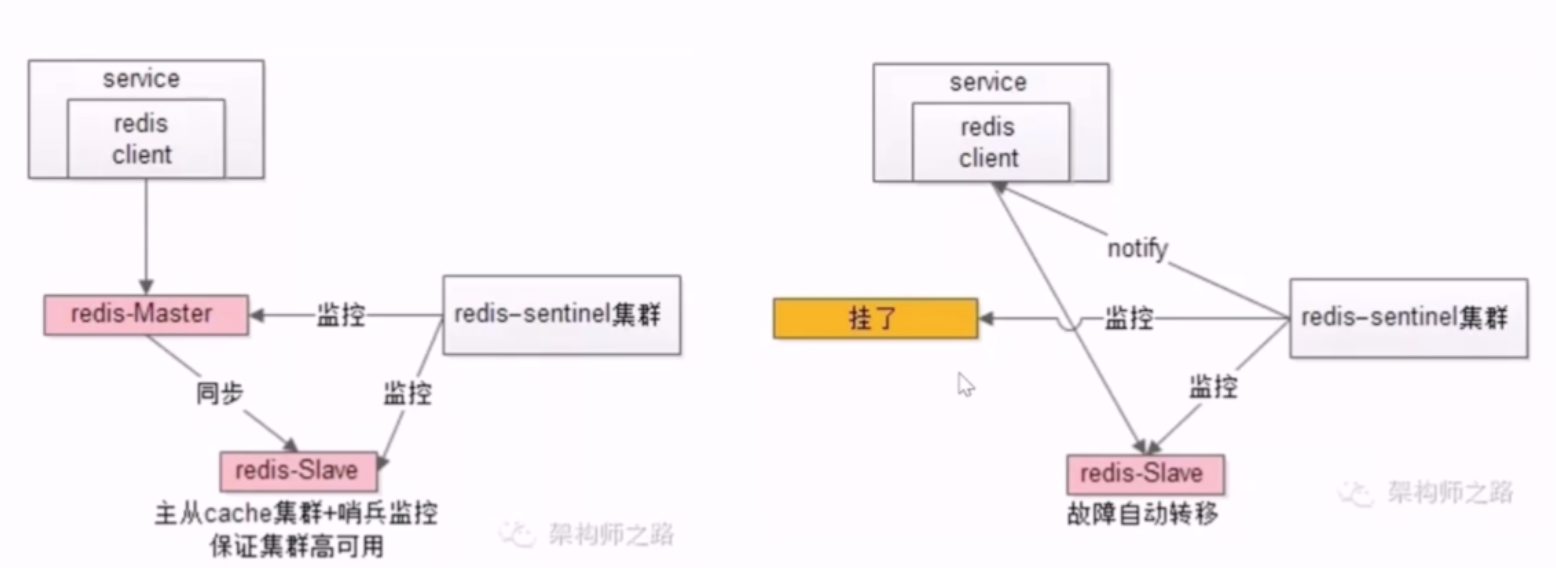 service
redis
client
redis-Master
监控
redis-sentinel集群
同步
监控
redis-Slave
主从cache集群+哨兵监控
保证集群高可用
架构师之路
service
redis
client
notify
挂了
监控
redis-sentinel集群
监控
redis-Slave
故障自动转移
架构师之路